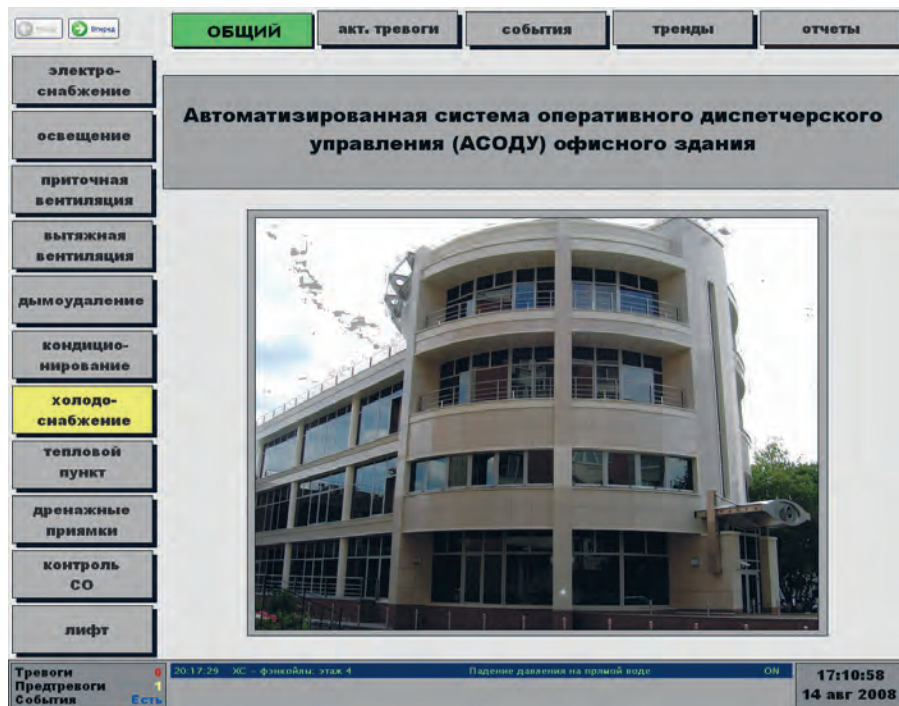 Назад Вперед
ОБЩИЙ
акт. тревоги
события
тренды
отчеты
электро-
снабжение
освещение
приточная
вентиляция
вытяжная
вентиляция
дымоудаление
кондицио-
нирование
холодо-
снабжение
тепловой
пункт
дренажные
приямки
контроль
СО
лифт
Автоматизированная система оперативного диспетчерского
управления (АСОДУ) офисного здания
Тревоги 0
Предтревоги 1
События Есть
20:17:29 ХС - фэнкойлы: этаж 4 Падение давления на прямой воде ON
17:10:58
14 авг 2008